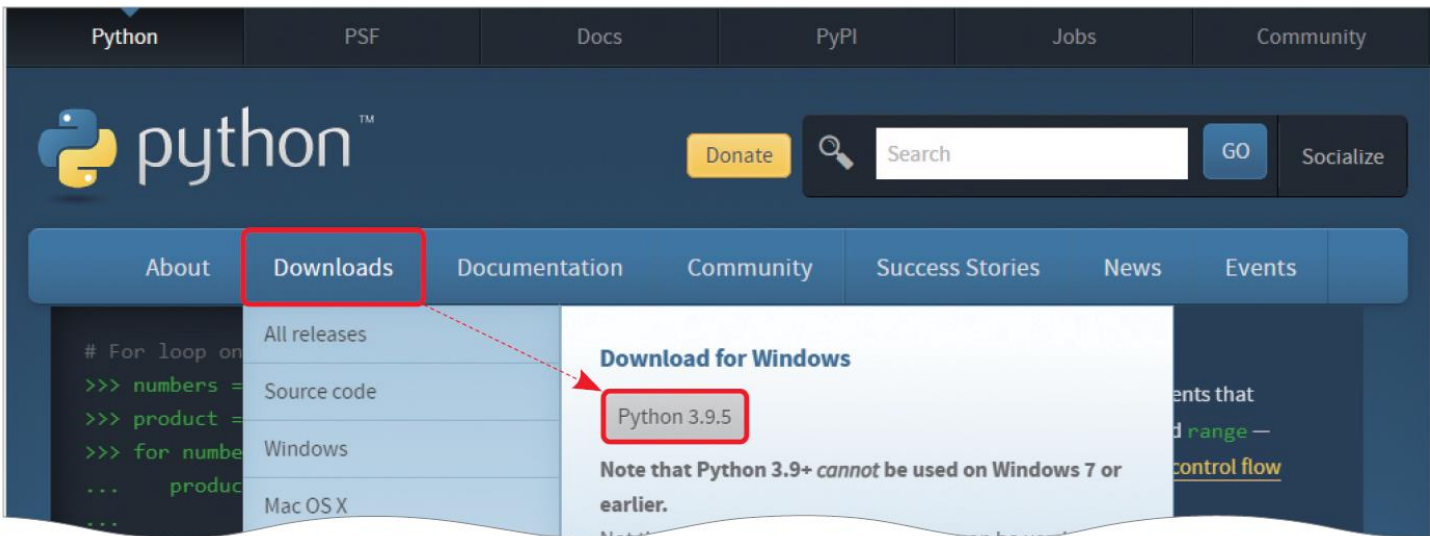 Python PSF Docs PyPI Jobs Community
python™
Donate Search GO Socialize
About Downloads Documentation Community Success Stories News Events
All releases
Source code
Windows
Mac OS X
# For loop on
>>> numbers =
>>> product =
>>> for numbe
... produc
...
Download for Windows
Python 3.9.5
Note that Python 3.9+ cannot be used on Windows 7 or
earlier.
ents that
d range —
control flow